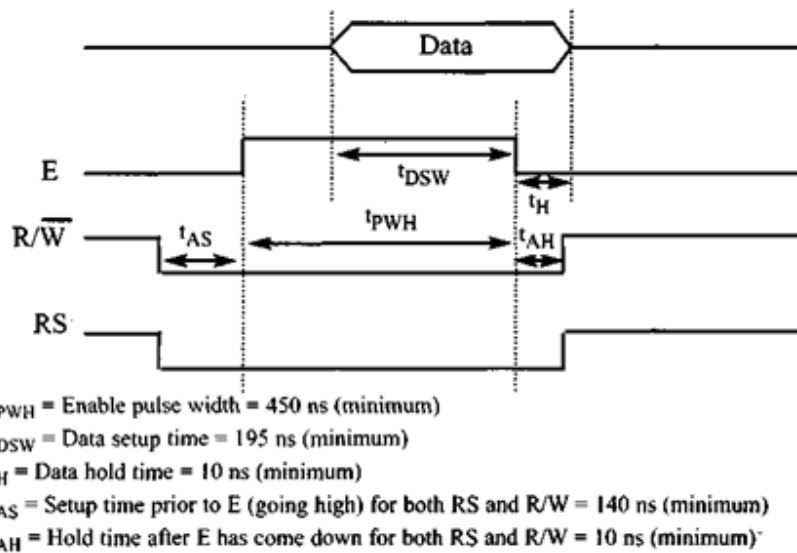 Data
E
tDSW
tH
R/W̅
tAS
tPWH
tAH
RS
PWH = Enable pulse width = 450 ns (minimum)
DSW = Data setup time = 195 ns (minimum)
H = Data hold time = 10 ns (minimum)
AS = Setup time prior to E (going high) for both RS and R/W = 140 ns (minimum)
AH = Hold time after E has come down for both RS and R/W = 10 ns (minimum)